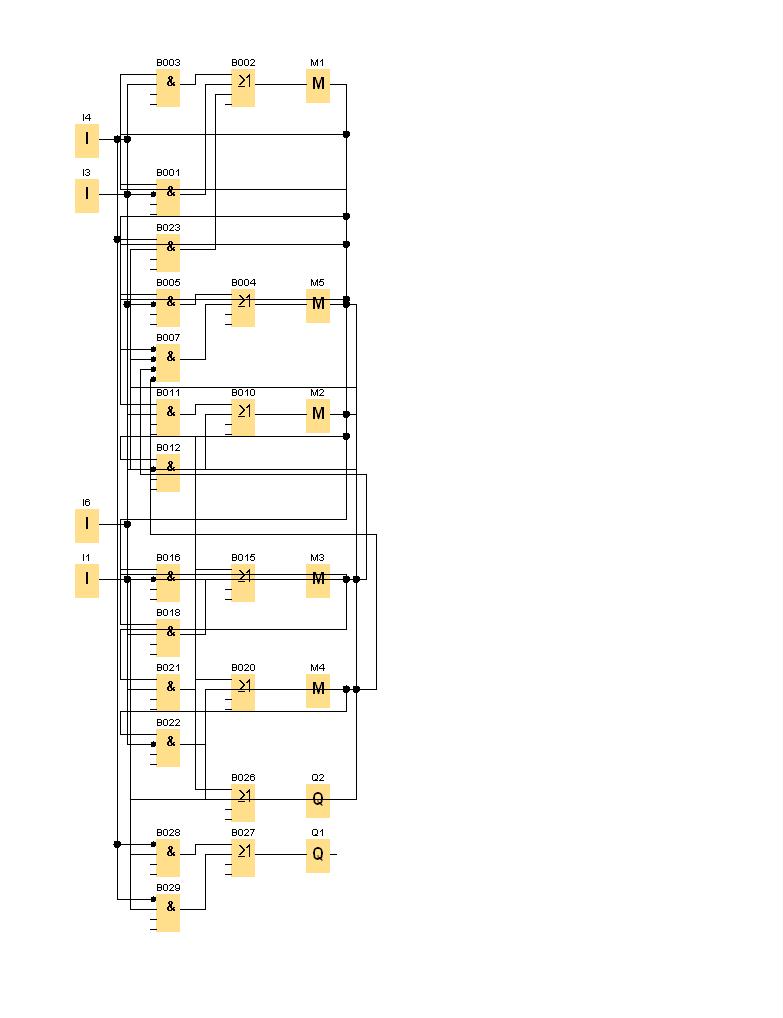 B003 B002 M1
& ≥1 M
I4
I
I3 B001
I &
B023
&
B005 B004 M5
& ≥1 M
B007
&
B011 B010 M2
& ≥1 M
B012
&
I6
I
I1 B016 B015 M3
I & ≥1 M
B018
&
B021 B020 M4
& ≥1 M
B022
&
B026 Q2
≥1 Q
B028 B027 Q1
& ≥1 Q
B029
&